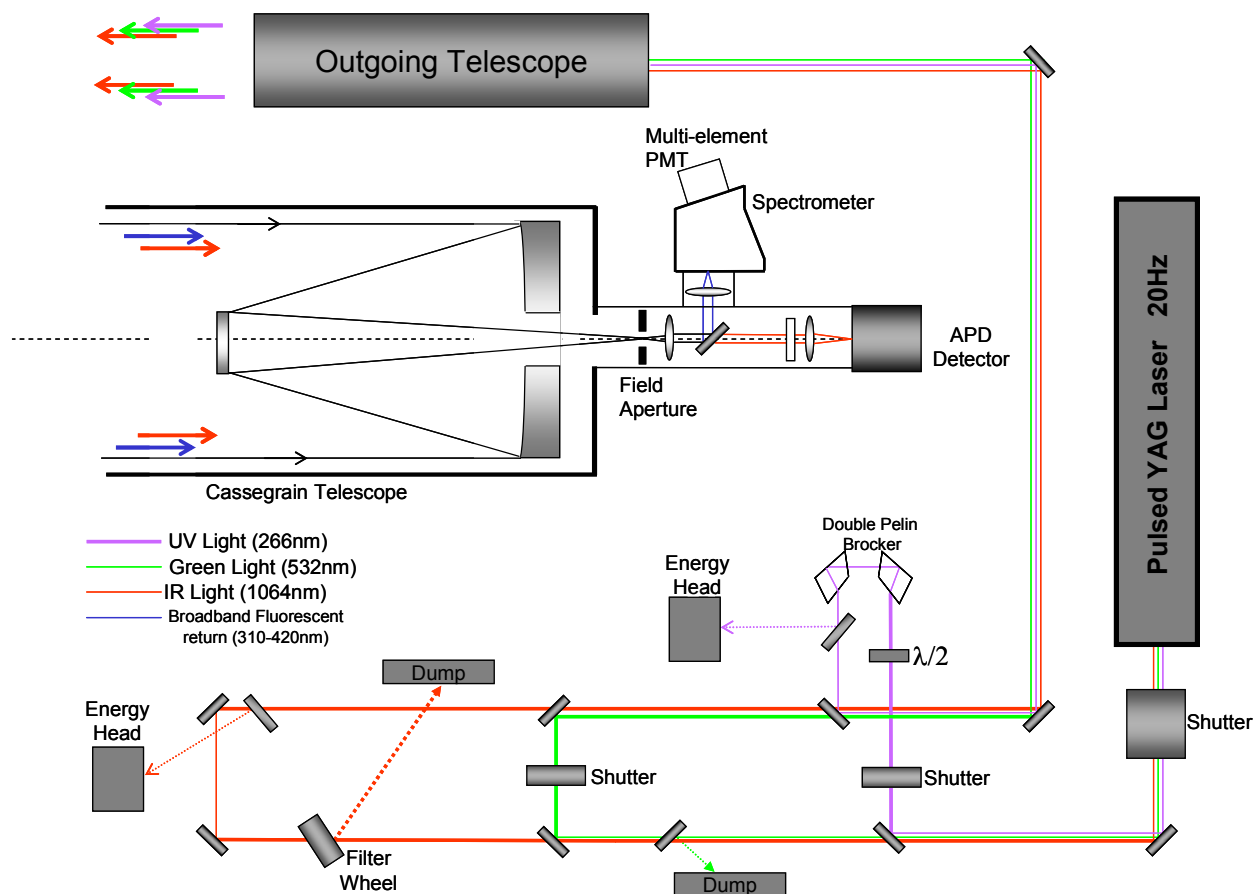 Outgoing Telescope
Multi-element
PMT
Spectrometer
APD
Detector
Field
Aperture
Cassegrain Telescope
Pulsed YAG Laser 20Hz
UV Light (266nm)
Green Light (532nm)
IR Light (1064nm)
Broadband Fluorescent
return (310-420nm)
Double Pelin
Brocker
Energy
Head
λ/2
Dump
Energy
Head
Shutter
Shutter
Shutter
Filter
Wheel
Dump